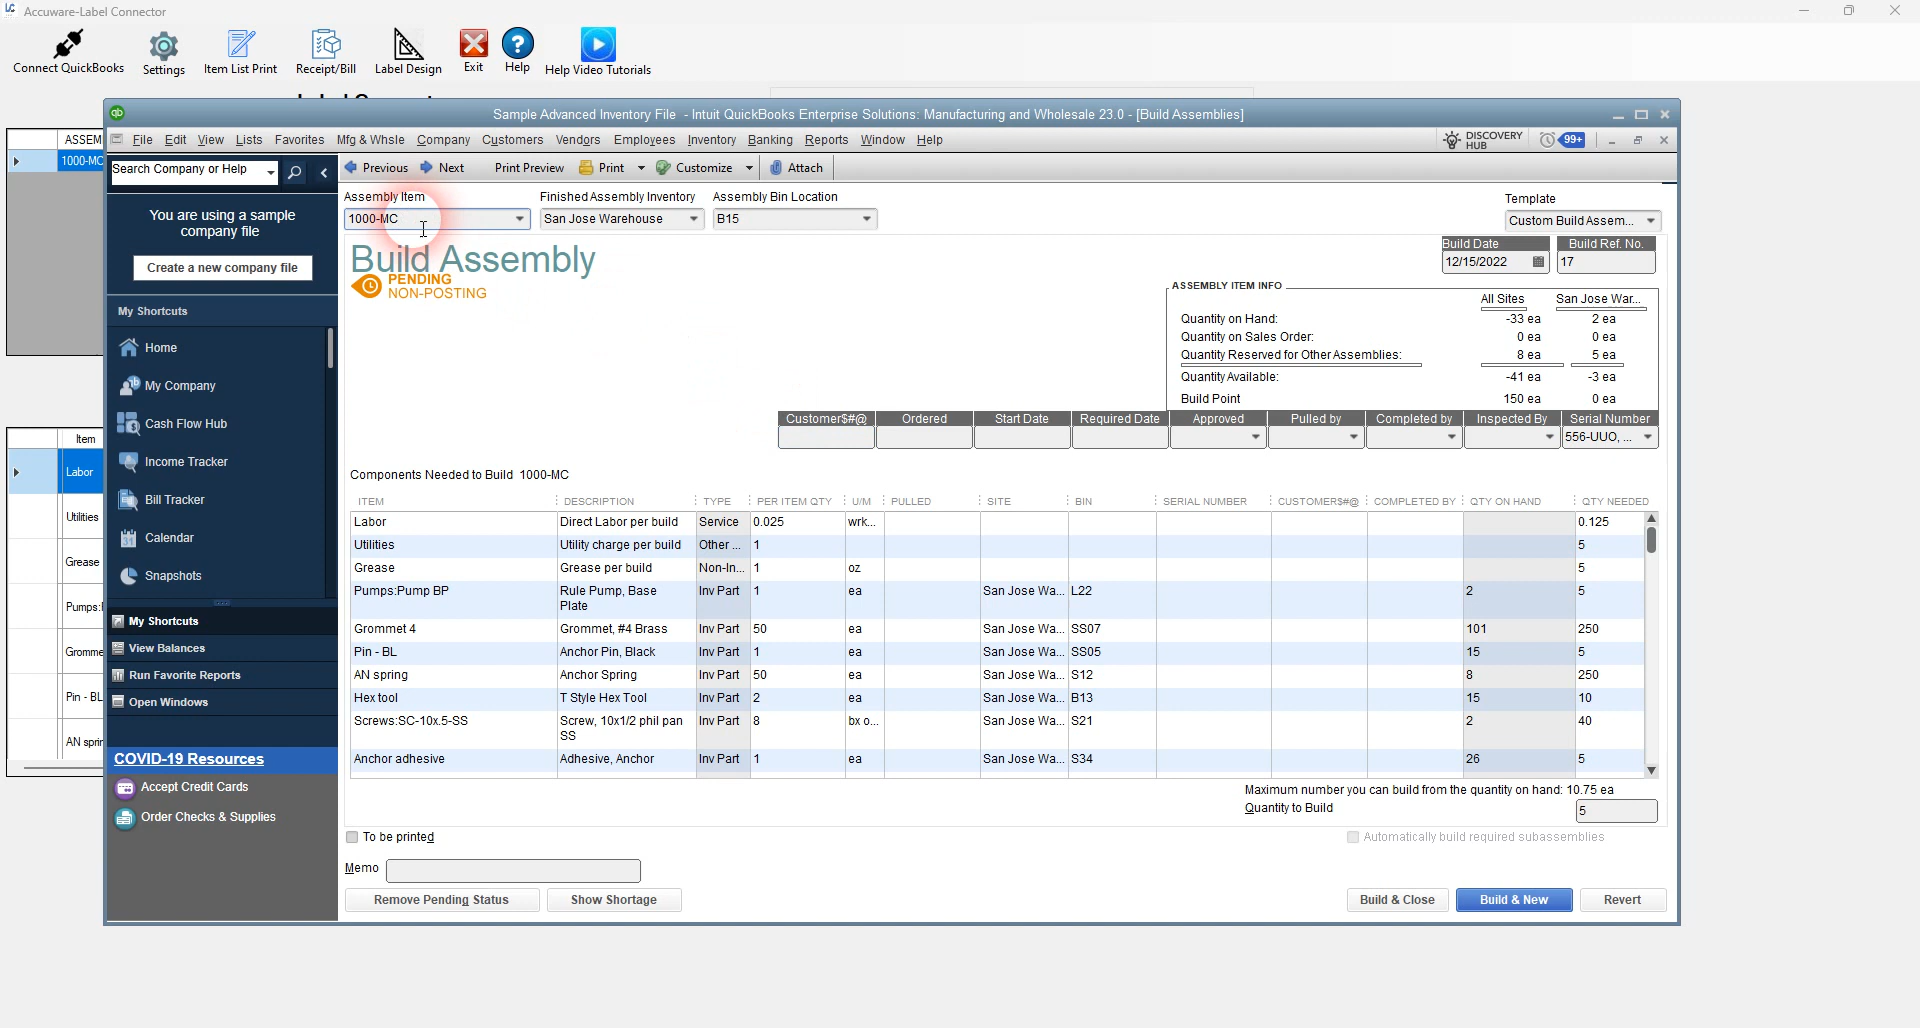 Accuware-Label Connector
Connect QuickBooks Settings Item List Print Receipt/Bill Label Design Exit Help Help Video Tutorials
Sample Advanced Inventory File - Intuit QuickBooks Enterprise Solutions: Manufacturing and Wholesale 23.0 - [Build Assemblies]
File Edit View Lists Favorites Mfg & Whsle Company Customers Vendors Employees Inventory Banking Reports Window Help
DISCOVERY HUB 99+
ASSEM
1000-MC
Item
Labor
Utilities
Grease
Pumps:
Gromme
Pin - BL
AN sprin
Search Company or Help
You are using a sample
company file
Create a new company file
My Shortcuts
Home
My Company
Cash Flow Hub
Income Tracker
Bill Tracker
Calendar
31
Snapshots
My Shortcuts
View Balances
Run Favorite Reports
Open Windows
COVID-19 Resources
Accept Credit Cards
Order Checks & Supplies
Previous Next Print Preview Print Customize Attach
Assembly Item Finished Assembly Inventory Assembly Bin Location Template
1000-MC San Jose Warehouse B15 Custom Build Assem...
Build Assembly
PENDING
NON-POSTING
Build Date Build Ref. No.
12/15/2022 17
ASSEMBLY ITEM INFO
All Sites San Jose War...
Quantity on Hand: -33 ea 2 ea
Quantity on Sales Order: 0 ea 0 ea
Quantity Reserved for Other Assemblies: 8 ea 5 ea
Quantity Available: -41 ea -3 ea
Build Point 150 ea 0 ea
Customer$#@ Ordered Start Date Required Date Approved Pulled by Completed by Inspected By Serial Number
556-UUO, ...
Components Needed to Build 1000-MC
ITEM DESCRIPTION TYPE PER ITEM QTY U/M PULLED SITE BIN SERIAL NUMBER CUSTOMER$#@ COMPLETED BY QTY ON HAND QTY NEEDED
Labor Direct Labor per build Service 0.025 wrk... 0.125
Utilities Utility charge per build Other ... 1 5
Grease Grease per build Non-In... 1 oz 5
Pumps:Pump BP Rule Pump, Base Plate Inv Part 1 ea San Jose Wa... L22 2 5
Grommet 4 Grommet, #4 Brass Inv Part 50 ea San Jose Wa... SS07 101 250
Pin - BL Anchor Pin, Black Inv Part 1 ea San Jose Wa... SS05 15 5
AN spring Anchor Spring Inv Part 50 ea San Jose Wa... S12 8 250
Hex tool T Style Hex Tool Inv Part 2 ea San Jose Wa... B13 15 10
Screws:SC-10x.5-SS Screw, 10x1/2 phil pan SS Inv Part 8 bx o... San Jose Wa... S21 2 40
Anchor adhesive Adhesive, Anchor Inv Part 1 ea San Jose Wa... S34 26 5
Maximum number you can build from the quantity on hand: 10.75 ea
Quantity to Build 5
To be printed Automatically build required subassemblies
Memo
Remove Pending Status Show Shortage Build & Close Build & New Revert